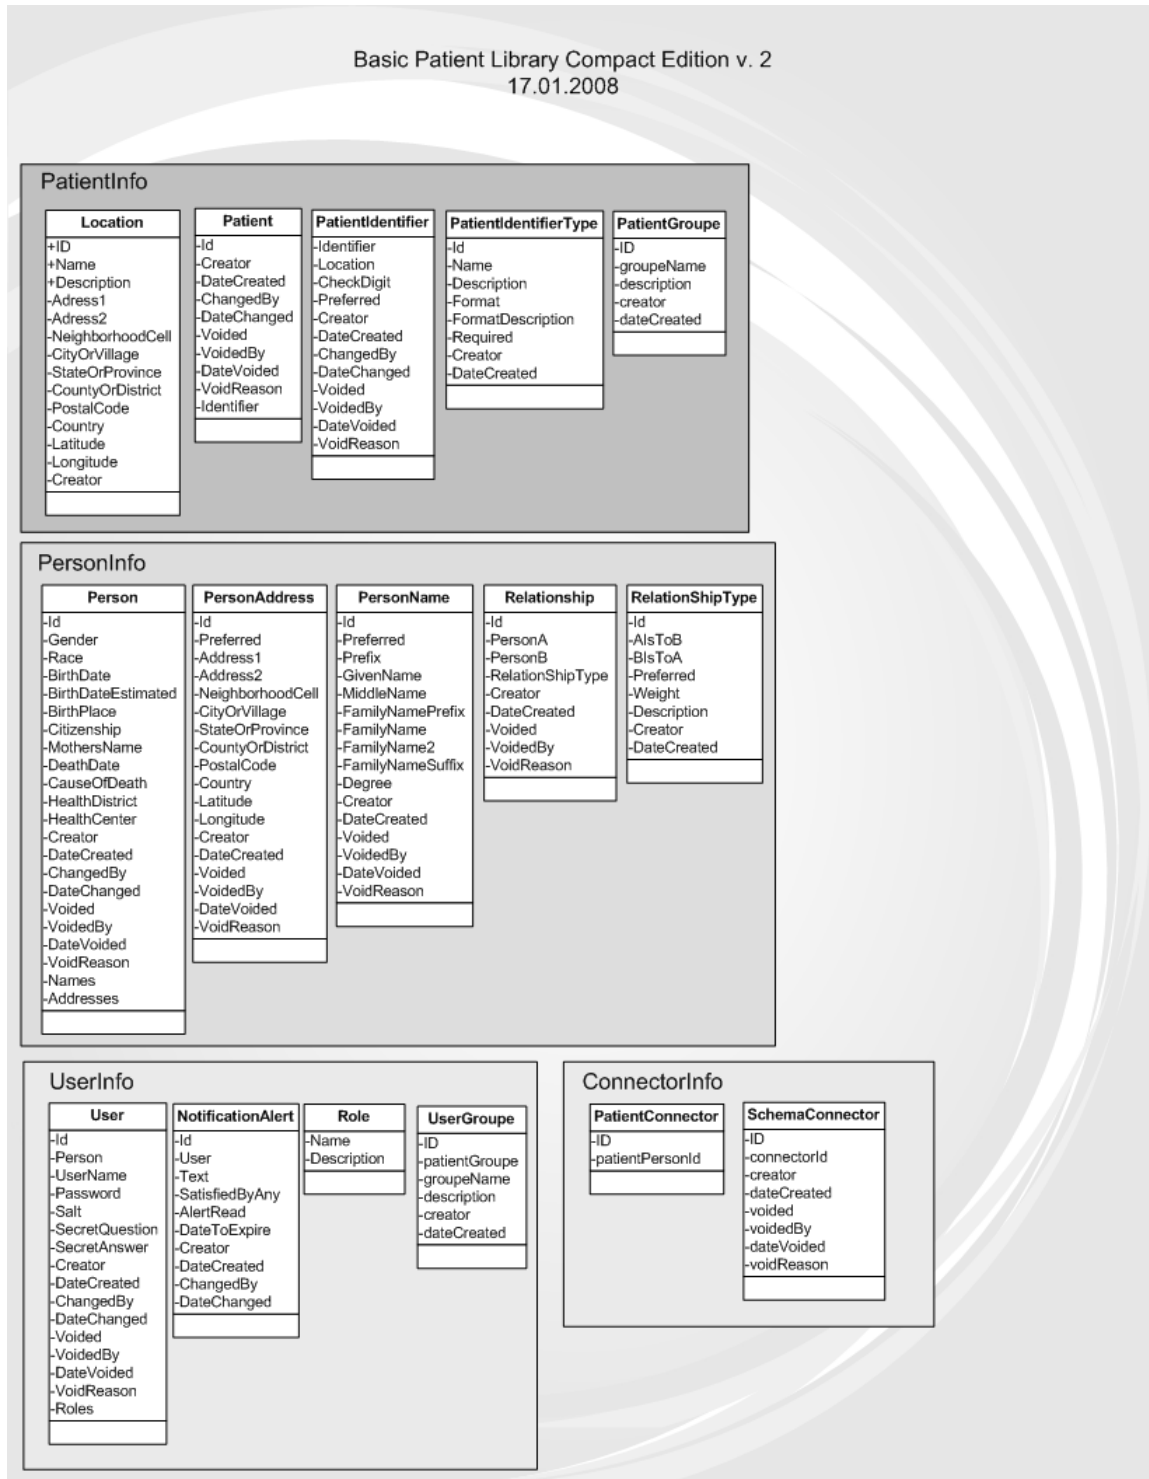 Basic Patient Library Compact Edition v. 2
17.01.2008
PatientInfo
Location
+ID
+Name
+Description
-Adress1
-Adress2
-NeighborhoodCell
-CityOrVillage
-StateOrProvince
-CountyOrDistrict
-PostalCode
-Country
-Latitude
-Longitude
-Creator
Patient
-Id
-Creator
-DateCreated
-ChangedBy
-DateChanged
-Voided
-VoidedBy
-DateVoided
-VoidReason
-Identifier
PatientIdentifier
-Identifier
-Location
-CheckDigit
-Preferred
-Creator
-DateCreated
-ChangedBy
-DateChanged
-Voided
-VoidedBy
-DateVoided
-VoidReason
PatientIdentifierType
-Id
-Name
-Description
-Format
-FormatDescription
-Required
-Creator
-DateCreated
PatientGroupe
-ID
-groupeName
-description
-creator
-dateCreated
PersonInfo
Person
-Id
-Gender
-Race
-BirthDate
-BirthDateEstimated
-BirthPlace
-Citizenship
-MothersName
-DeathDate
-CauseOfDeath
-HealthDistrict
-HealthCenter
-Creator
-DateCreated
-ChangedBy
-DateChanged
-Voided
-VoidedBy
-DateVoided
-VoidReason
-Names
-Addresses
PersonAddress
-Id
-Preferred
-Address1
-Address2
-NeighborhoodCell
-CityOrVillage
-StateOrProvince
-CountyOrDistrict
-PostalCode
-Country
-Latitude
-Longitude
-Creator
-DateCreated
-Voided
-VoidedBy
-DateVoided
-VoidReason
PersonName
-Id
-Preferred
-Prefix
-GivenName
-MiddleName
-FamilyNamePrefix
-FamilyName
-FamilyName2
-FamilyNameSuffix
-Degree
-Creator
-DateCreated
-Voided
-VoidedBy
-DateVoided
-VoidReason
Relationship
-Id
-PersonA
-PersonB
-RelationShipType
-Creator
-DateCreated
-Voided
-VoidedBy
-VoidReason
RelationShipType
-Id
-AIsToB
-BIsToA
-Preferred
-Weight
-Description
-Creator
-DateCreated
UserInfo
User
-Id
-Person
-UserName
-Password
-Salt
-SecretQuestion
-SecretAnswer
-Creator
-DateCreated
-ChangedBy
-DateChanged
-Voided
-VoidedBy
-DateVoided
-VoidReason
-Roles
NotificationAlert
-Id
-User
-Text
-SatisfiedByAny
-AlertRead
-DateToExpire
-Creator
-DateCreated
-ChangedBy
-DateChanged
Role
-Name
-Description
UserGroupe
-ID
-patientGroupe
-groupeName
-description
-creator
-dateCreated
ConnectorInfo
PatientConnector
-ID
-patientPersonId
SchemaConnector
-ID
-connectorId
-creator
-dateCreated
-voided
-voidedBy
-dateVoided
-voidReason